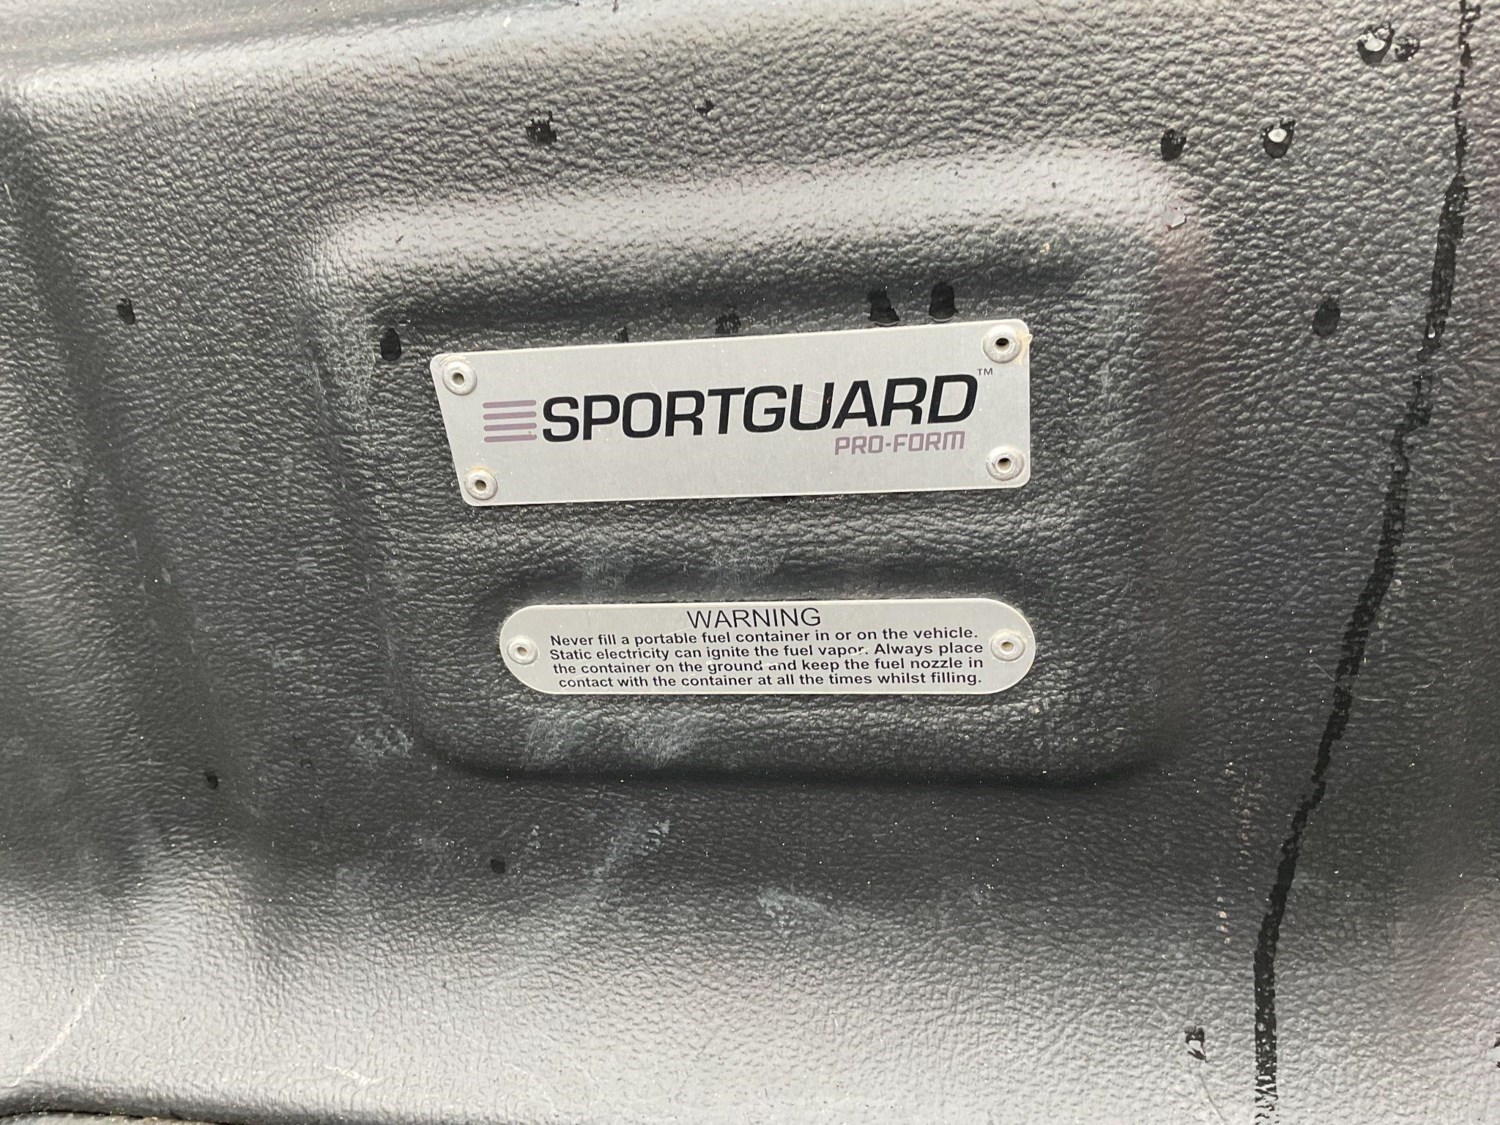 SPORTGUARD™
PRO-FORM
WARNING
Never fill a portable fuel container in or on the vehicle.
Static electricity can ignite the fuel vapor. Always place
the container on the ground and keep the fuel nozzle in
contact with the container at all the times whilst filling.